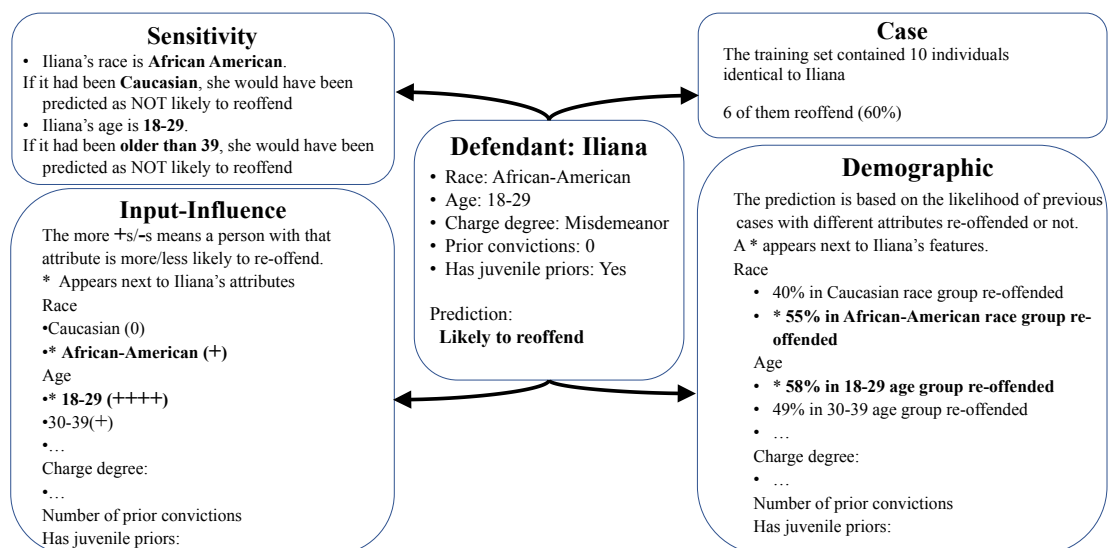 Sensitivity
• Iliana's race is African American.
If it had been Caucasian, she would have been
predicted as NOT likely to reoffend
• Iliana's age is 18-29.
If it had been older than 39, she would have been
predicted as NOT likely to reoffend
Case
The training set contained 10 individuals
identical to Iliana
6 of them reoffend (60%)
Defendant: Iliana
• Race: African-American
• Age: 18-29
• Charge degree: Misdemeanor
• Prior convictions: 0
• Has juvenile priors: Yes
Prediction:
Likely to reoffend
Input-Influence
The more +s/-s means a person with that
attribute is more/less likely to re-offend.
* Appears next to Iliana's attributes
Race
•Caucasian (0)
•* African-American (+)
Age
•* 18-29 (++++)
•30-39(+)
•…
Charge degree:
•…
Number of prior convictions
Has juvenile priors:
Demographic
The prediction is based on the likelihood of previous
cases with different attributes re-offended or not.
A * appears next to Iliana's features.
Race
• 40% in Caucasian race group re-offended
• * 55% in African-American race group re-
offended
Age
• * 58% in 18-29 age group re-offended
• 49% in 30-39 age group re-offended
• …
Charge degree:
• …
Number of prior convictions
Has juvenile priors: